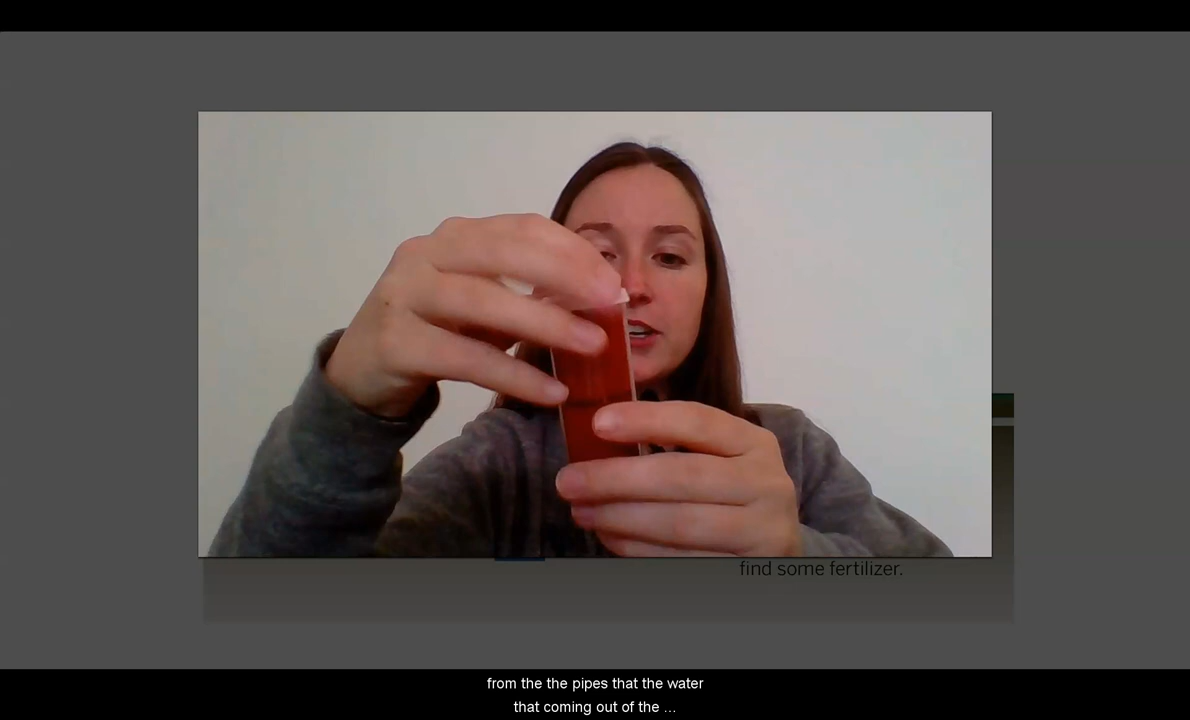 find some fertilizer.
from the the pipes that the water
that coming out of the ...